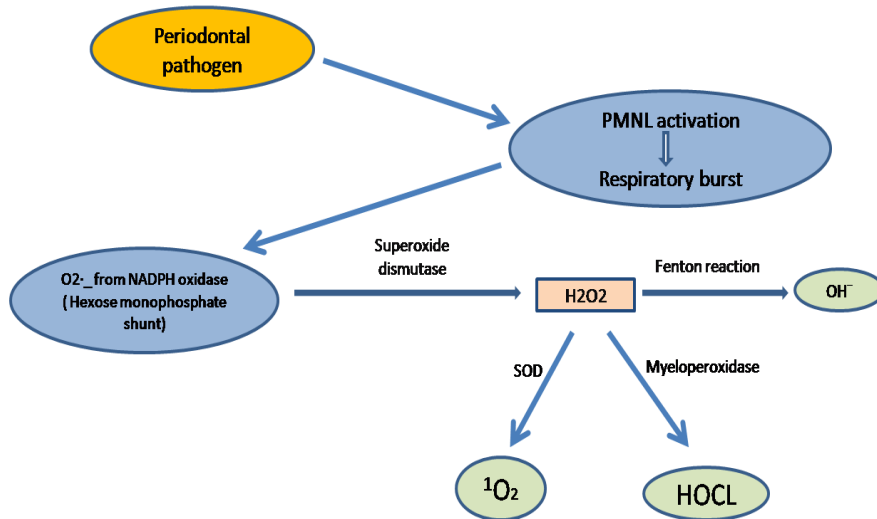 Periodontal
pathogen
PMNL activation
Respiratory burst
O2·_from NADPH oxidase
( Hexose monophosphate
shunt)
Superoxide
dismutase
H2O2
Fenton reaction
OH⁻
SOD
Myeloperoxidase
¹O₂
HOCL